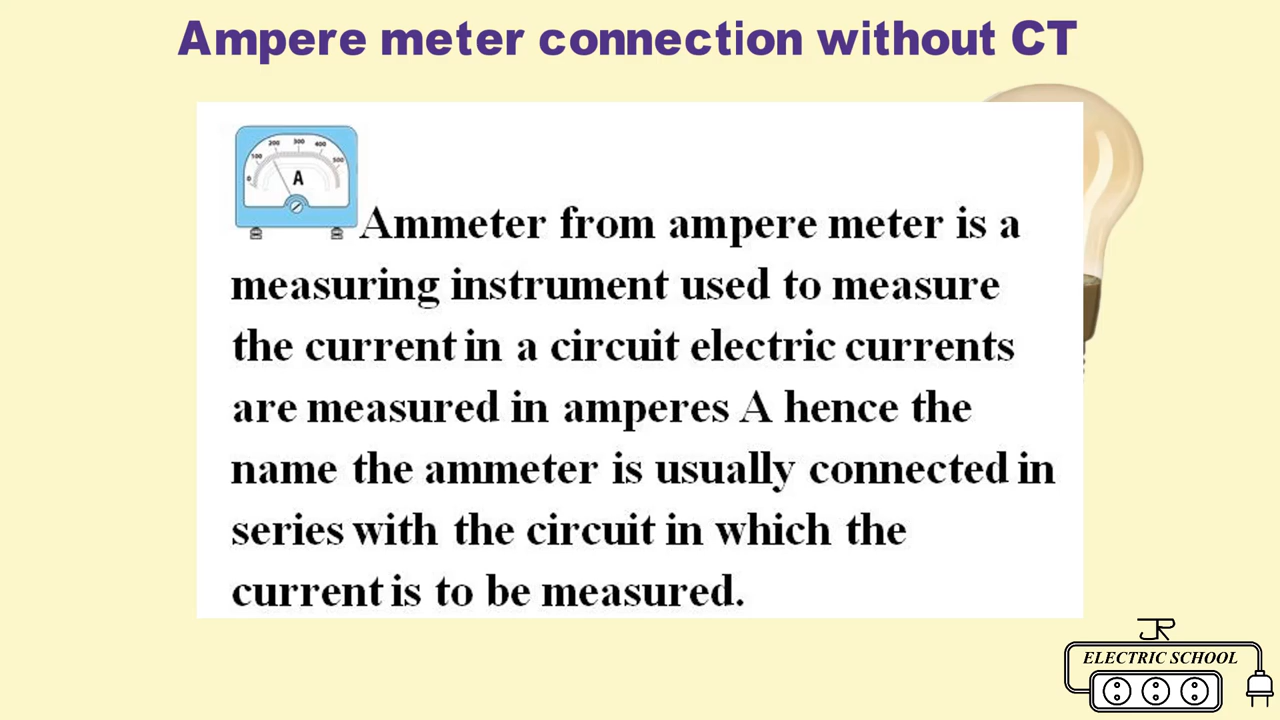 Ampere meter connection without CT
0 100 200 300 400 500
A
Ammeter from ampere meter is a
measuring instrument used to measure
the current in a circuit electric currents
are measured in amperes A hence the
name the ammeter is usually connected in
series with the circuit in which the
current is to be measured.
JR
ELECTRIC SCHOOL